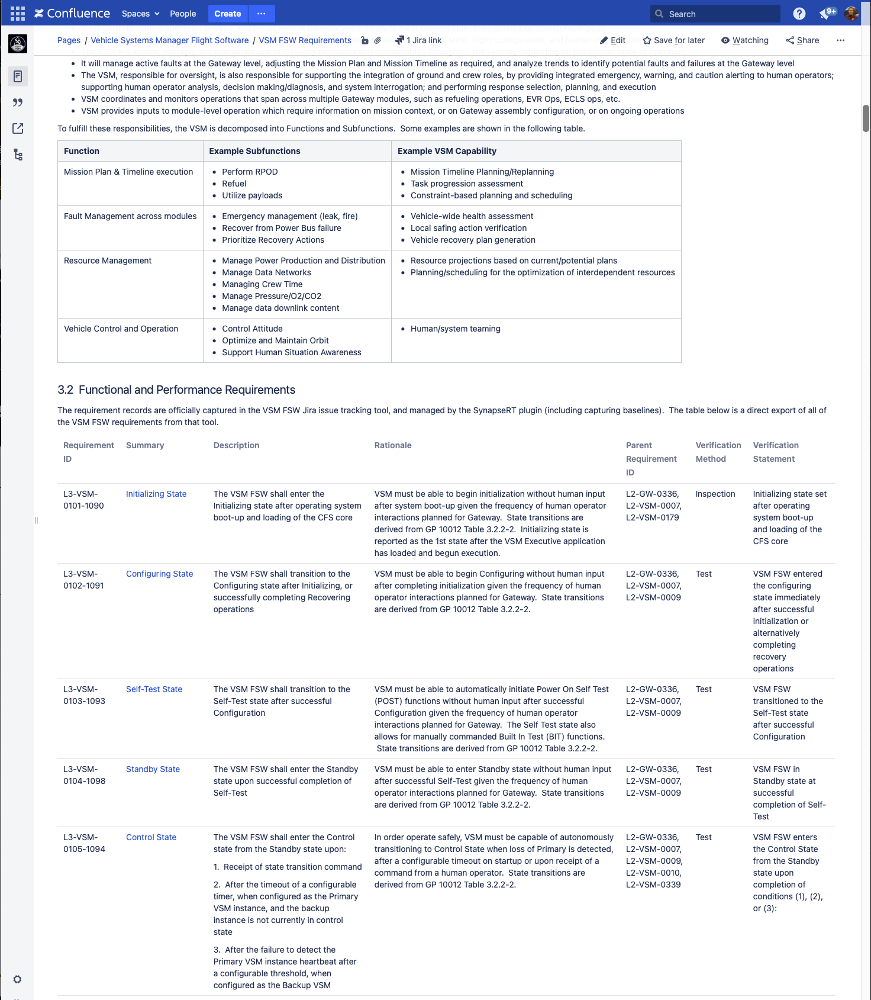 Confluence Spaces People Create ··· Search 9+
Pages / Vehicle Systems Manager Flight Software / VSM FSW Requirements 1 Jira link Edit Save for later Watching Share ···
• It will manage active faults at the Gateway level, adjusting the Mission Plan and Mission Timeline as required, and analyze trends to identify potential faults and failures at the Gateway level
• The VSM, responsible for oversight, is also responsible for supporting the integration of ground and crew roles, by providing integrated emergency, warning, and caution alerting to human operators;
supporting human operator analysis, decision making/diagnosis, and system interrogation; and performing response selection, planning, and execution
• VSM coordinates and monitors operations that span across multiple Gateway modules, such as refueling operations, EVR Ops, ECLS ops, etc.
• VSM provides inputs to module-level operation which require information on mission context, or on Gateway assembly configuration, or on ongoing operations
To fulfill these responsibilities, the VSM is decomposed into Functions and Subfunctions. Some examples are shown in the following table.
Function
Example Subfunctions
Example VSM Capability
Mission Plan & Timeline execution
• Perform RPOD
• Refuel
• Utilize payloads
• Mission Timeline Planning/Replanning
• Task progression assessment
• Constraint-based planning and scheduling
Fault Management across modules
• Emergency management (leak, fire)
• Recover from Power Bus failure
• Prioritize Recovery Actions
• Vehicle-wide health assessment
• Local safing action verification
• Vehicle recovery plan generation
Resource Management
• Manage Power Production and Distribution
• Manage Data Networks
• Managing Crew Time
• Manage Pressure/O2/CO2
• Manage data downlink content
• Resource projections based on current/potential plans
• Planning/scheduling for the optimization of interdependent resources
Vehicle Control and Operation
• Control Attitude
• Optimize and Maintain Orbit
• Support Human Situation Awareness
• Human/system teaming
3.2 Functional and Performance Requirements
The requirement records are officially captured in the VSM FSW Jira issue tracking tool, and managed by the SynapseRT plugin (including capturing baselines). The table below is a direct export of all of
the VSM FSW requirements from that tool.
Requirement
ID
Summary
Description
Rationale
Parent
Requirement
ID
Verification
Method
Verification
Statement
L3-VSM-
0101-1090
Initializing State
The VSM FSW shall enter the
Initializing state after operating system
boot-up and loading of the CFS core
VSM must be able to begin initialization without human input
after system boot-up given the frequency of human operator
interactions planned for Gateway. State transitions are
derived from GP 10012 Table 3.2.2-2. Initializing state is
reported as the 1st state after the VSM Executive application
has loaded and begun execution.
L2-GW-0336,
L2-VSM-0007,
L2-VSM-0179
Inspection
Initializing state set
after operating
system boot-up
and loading of the
CFS core
L3-VSM-
0102-1091
Configuring State
The VSM FSW shall transition to the
Configuring state after Initializing, or
successfully completing Recovering
operations
VSM must be able to begin Configuring without human input
after completing initialization given the frequency of human
operator interactions planned for Gateway. State transitions
are derived from GP 10012 Table 3.2.2-2.
L2-GW-0336,
L2-VSM-0007,
L2-VSM-0009
Test
VSM FSW entered
the configuring
state immediately
after successful
initialization or
alternatively
completing
recovery
operations
L3-VSM-
0103-1093
Self-Test State
The VSM FSW shall transition to the
Self-Test state after successful
Configuration
VSM must be able to automatically initiate Power On Self Test
(POST) functions without human input after successful
Configuration given the frequency of human operator
interactions planned for Gateway. The Self Test state also
allows for manually commanded Built In Test (BIT) functions.
State transitions are derived from GP 10012 Table 3.2.2-2.
L2-GW-0336,
L2-VSM-0007,
L2-VSM-0009
Test
VSM FSW
transitioned to the
Self-Test state
after successful
Configuration
L3-VSM-
0104-1098
Standby State
The VSM FSW shall enter the Standby
state upon successful completion of
Self-Test
VSM must be able to enter Standby state without human input
after successful Self-Test given the frequency of human
operator interactions planned for Gateway. State transitions
are derived from GP 10012 Table 3.2.2-2.
L2-GW-0336,
L2-VSM-0007,
L2-VSM-0009
Test
VSM FSW in
Standby state at
successful
completion of Self-
Test
L3-VSM-
0105-1094
Control State
The VSM FSW shall enter the Control
state from the Standby state upon:
1. Receipt of state transition command
2. After the timeout of a configurable
timer, when configured as the Primary
VSM instance, and the backup
instance is not currently in control
state
3. After the failure to detect the
Primary VSM instance heartbeat after
a configurable threshold, when
configured as the Backup VSM
In order operate safely, VSM must be capable of autonomously
transitioning to Control State when loss of Primary is detected,
after a configurable timeout on startup or upon receipt of a
command from a human operator. State transitions are
derived from GP 10012 Table 3.2.2-2.
L2-GW-0336,
L2-VSM-0007,
L2-VSM-0009,
L2-VSM-0010,
L2-VSM-0339
Test
VSM FSW enters
the Control State
from the Standby
state upon
completion of
conditions (1), (2),
or (3):